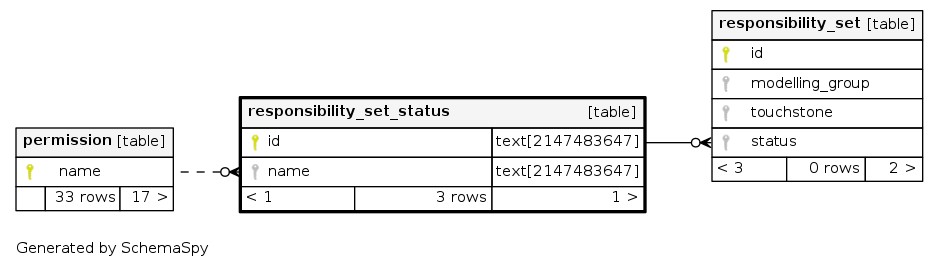 responsibility_set [table]
id
modelling_group
touchstone
status
< 3 0 rows 2 >
responsibility_set_status [table]
id text[2147483647]
name text[2147483647]
< 1 3 rows 1 >
permission [table]
name
33 rows 17 >
Generated by SchemaSpy